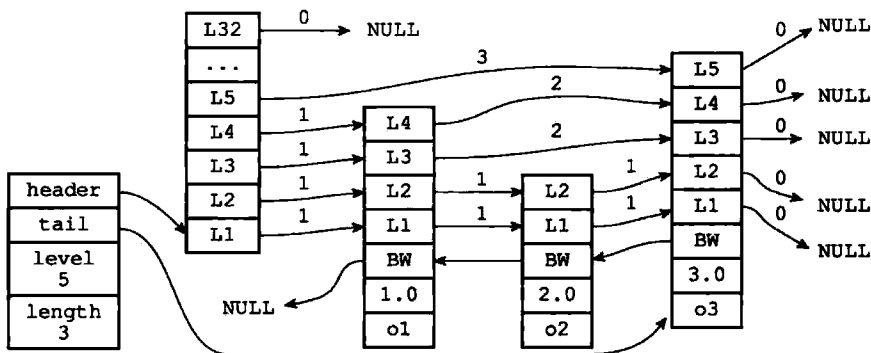 header
tail
level
5
length
3
L32
...
L5
L4
L3
L2
L1
0
NULL
3
1
1
1
1
L4
L3
L2
L1
BW
1.0
o1
NULL
2
2
1
1
L2
L1
BW
2.0
o2
1
1
L5
L4
L3
L2
L1
BW
3.0
o3
0
NULL
0
NULL
0
NULL
0
NULL
0
NULL